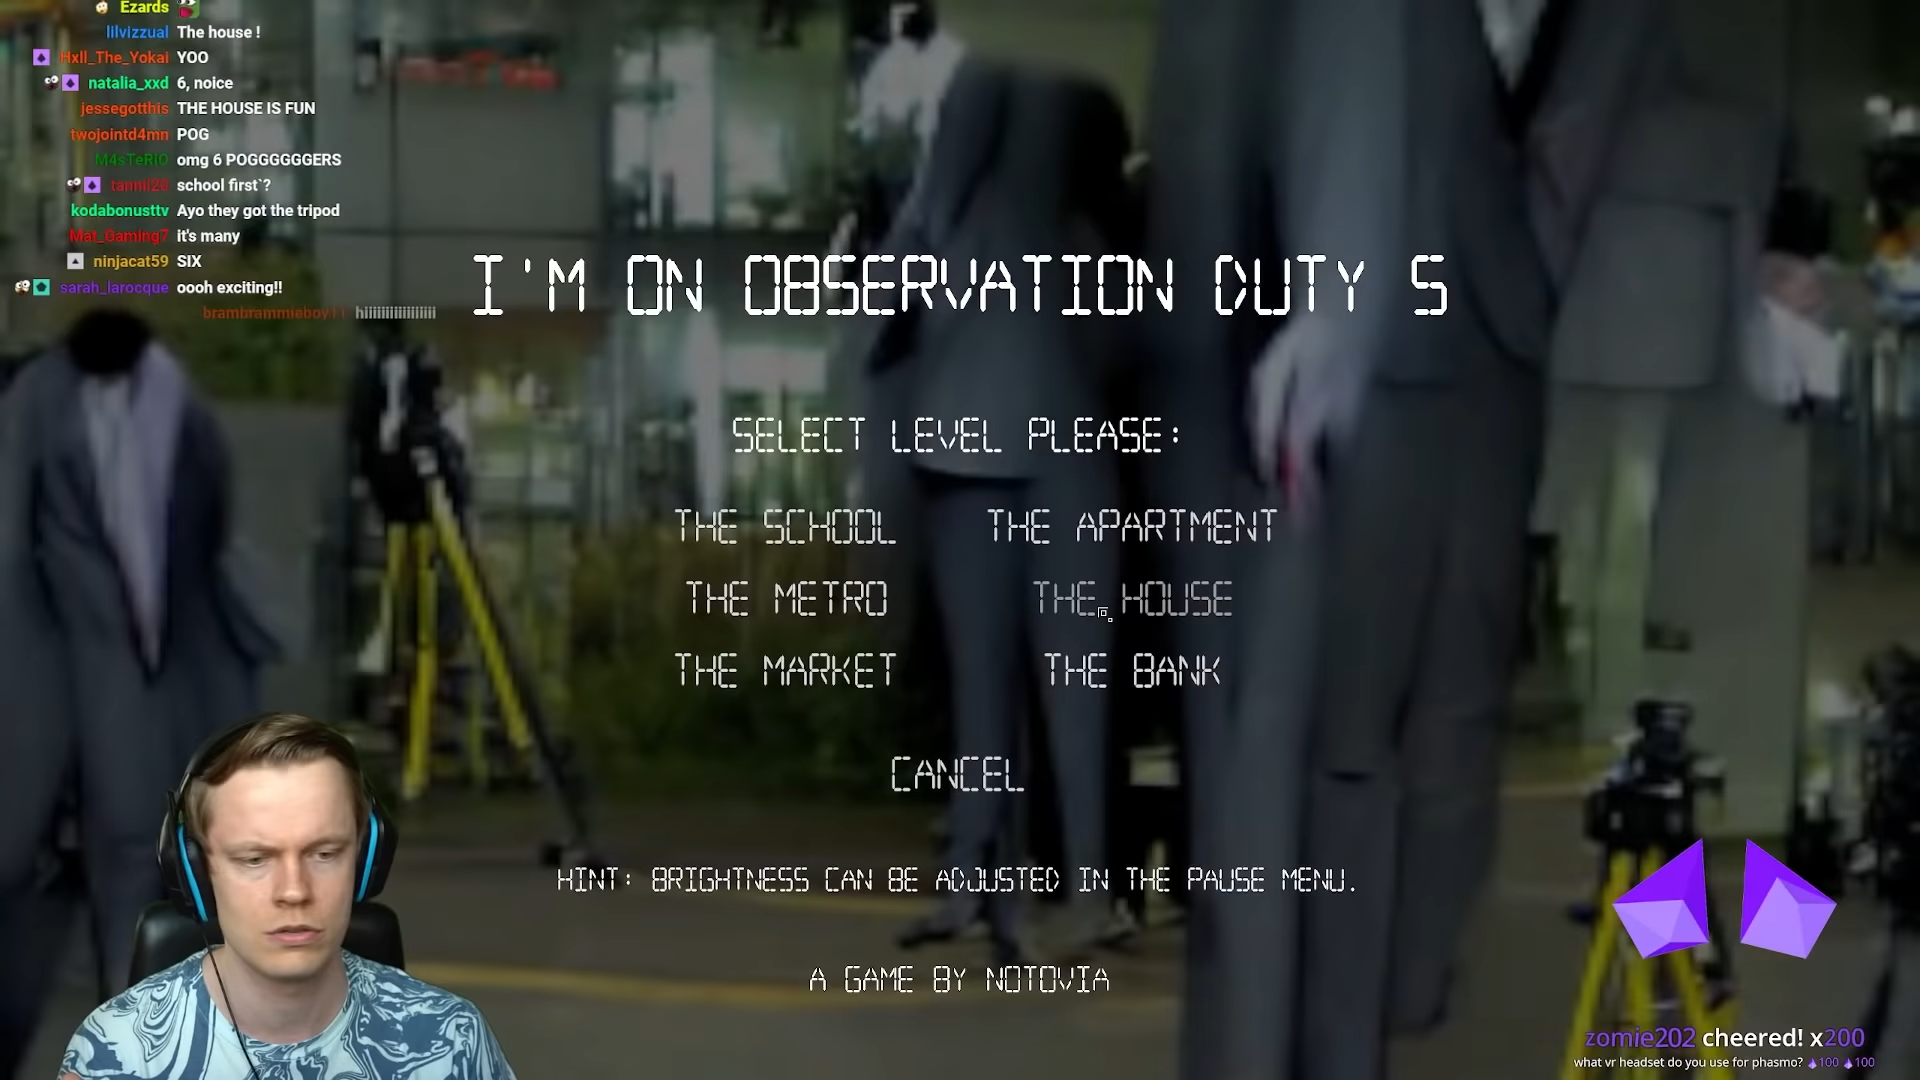 Ezards
lilvizzual The house !
Hxll_The_Yokai YOO
natalia_xxd 6, noice
jessegotthis THE HOUSE IS FUN
twojointd4mn POG
M4sTeRIO omg 6 POGGGGGGERS
tannii26 school first`?
kodabonusttv Ayo they got the tripod
Mat_Gaming7 it's many
ninjacat59 SIX
sarah_larocque oooh exciting!!
I'M ON OBSERVATION DUTY 5
SELECT LEVEL PLEASE:
THE SCHOOL THE APARTMENT
THE METRO THE HOUSE
THE MARKET THE BANK
CANCEL
HINT: BRIGHTNESS CAN BE ADJUSTED IN THE PAUSE MENU.
A GAME BY NOTOVIA
zomie202 cheered! x200
what vr headset do you use for phasmo? 100 100